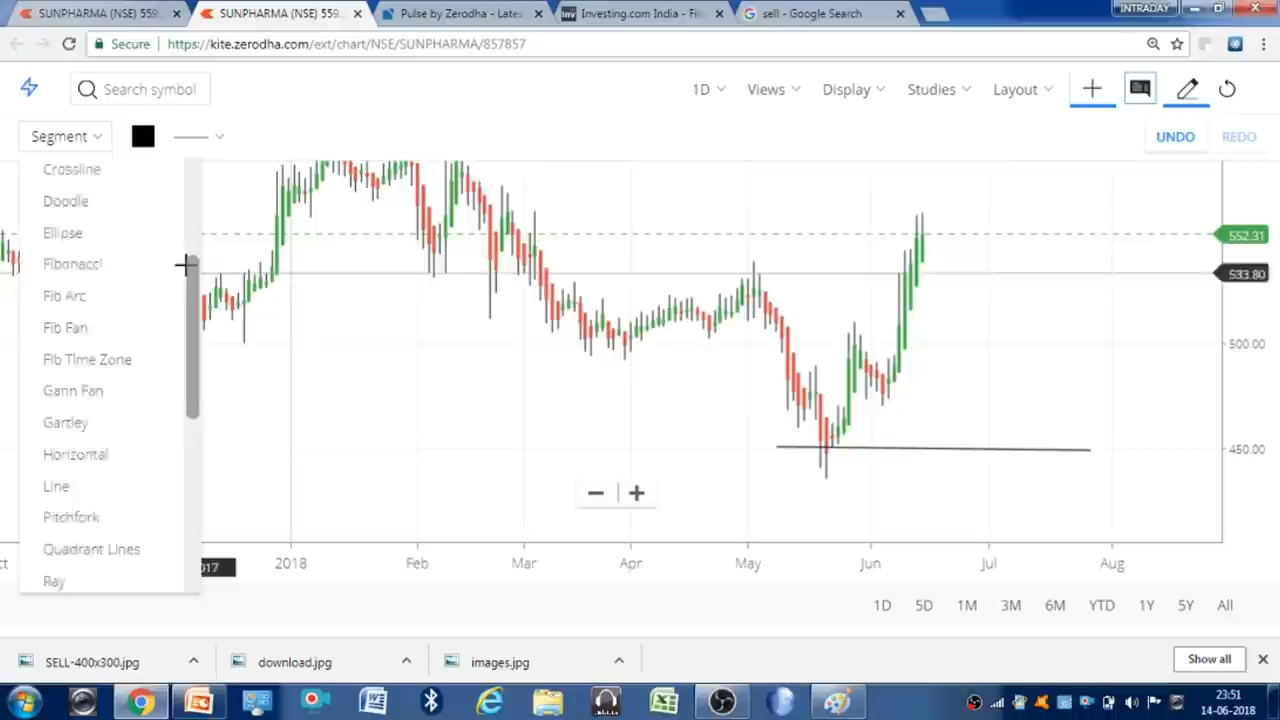 SUNPHARMA (NSE) 559
SUNPHARMA (NSE) 559
Pulse by Zerodha - Lates
Investing.com India - Fi
sell - Google Search
INTRADAY
Secure
https://kite.zerodha.com/ext/chart/NSE/SUNPHARMA/857857
Search symbol
1D
Views
Display
Studies
Layout
Segment
UNDO
REDO
Crossline
Doodle
Ellipse
Fibonacci
Fib Arc
Fib Fan
Fib Time Zone
Gann Fan
Gartley
Horizontal
Line
Pitchfork
Quadrant Lines
Ray
552.31
533.80
500.00
450.00
ct
017
2018
Feb
Mar
Apr
May
Jun
Jul
Aug
1D
5D
1M
3M
6M
YTD
1Y
5Y
All
SELL-400x300.jpg
download.jpg
images.jpg
Show all
23:51
14-06-2018